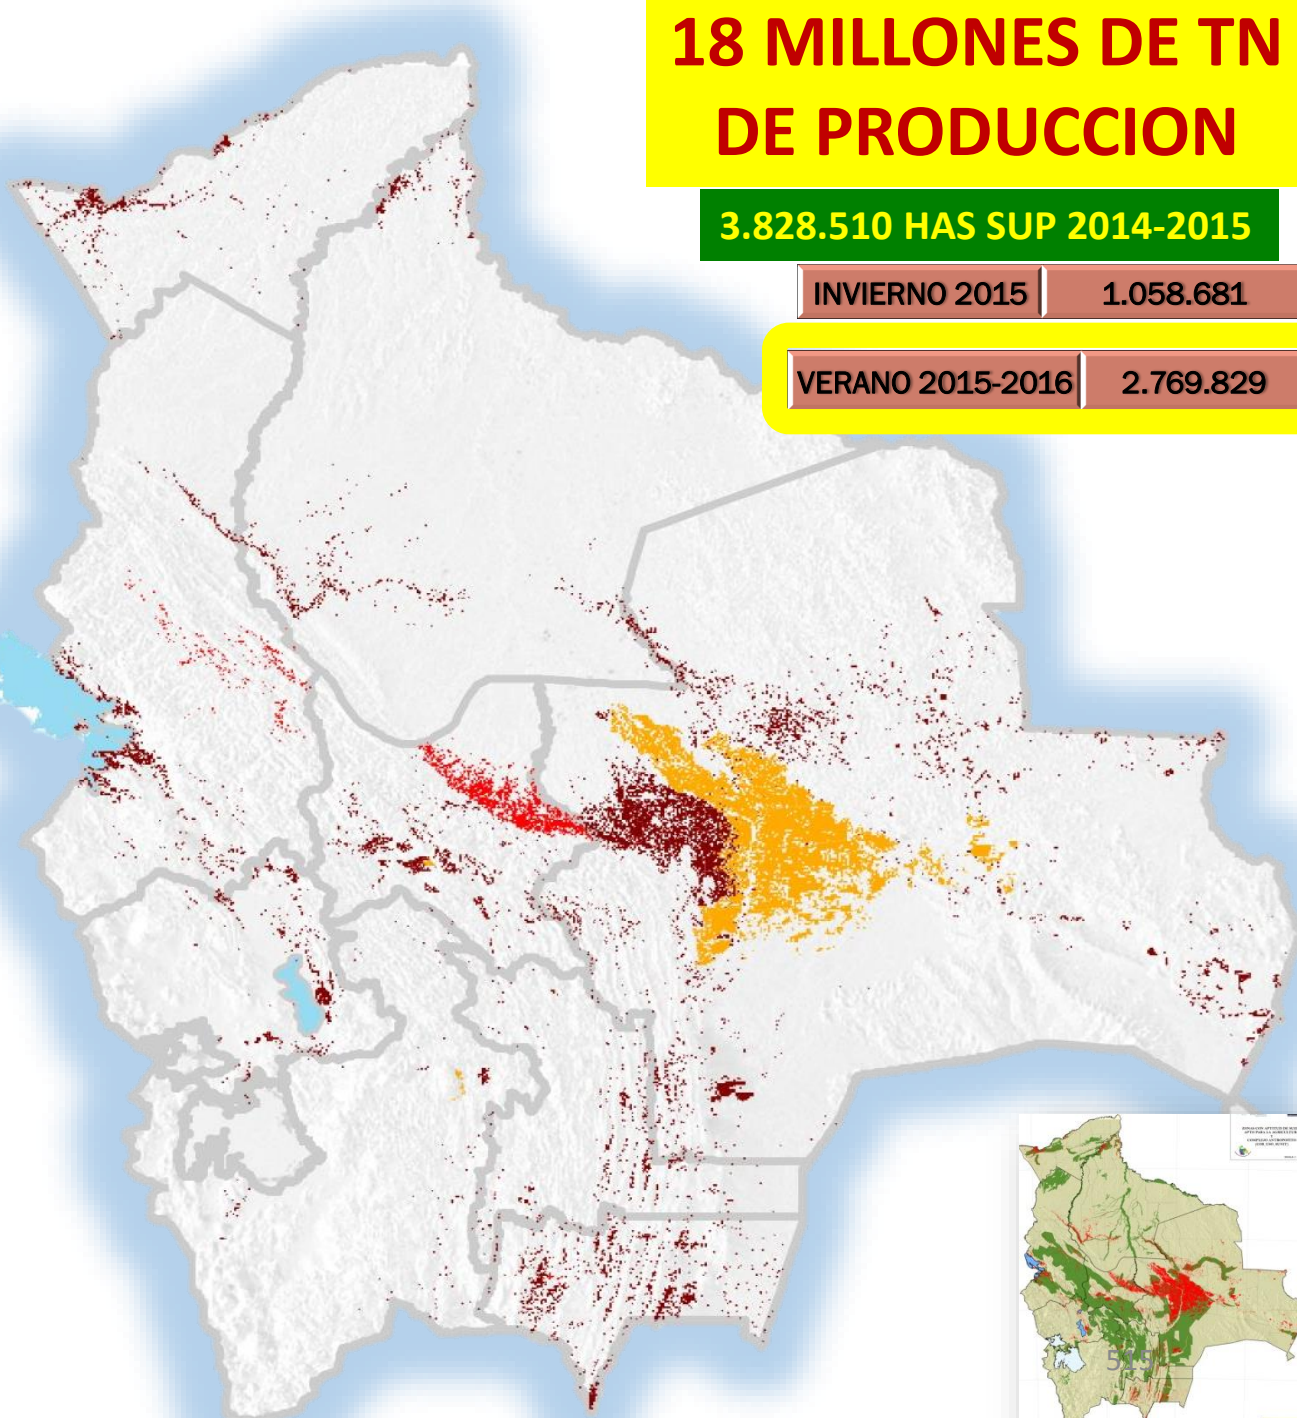 18 MILLONES DE TN
DE PRODUCCION
3.828.510 HAS SUP 2014-2015
INVIERNO 2015 1.058.681
VERANO 2015-2016 2.769.829
515